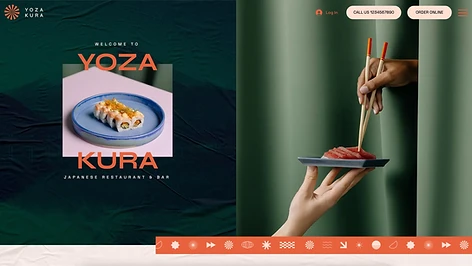 YOZA
KURA
Log In
CALL US 1234567890
ORDER ONLINE
WELCOME TO
YOZA
KURA
JAPANESE RESTAURANT & BAR